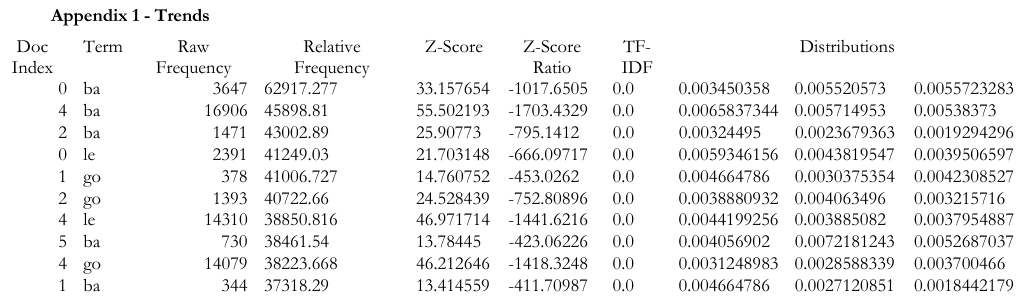 Appendix 1 - Trends
Doc Index Term Raw Frequency Relative Frequency Z-Score Z-Score Ratio TF-IDF Distributions
0 ba 3647 62917.277 33.157654 -1017.6505 0.0 0.003450358 0.005520573 0.0055723283
4 ba 16906 45898.81 55.502193 -1703.4329 0.0 0.0065837344 0.005714953 0.00538373
2 ba 1471 43002.89 25.90773 -795.1412 0.0 0.00324495 0.0023679363 0.0019294296
0 le 2391 41249.03 21.703148 -666.09717 0.0 0.0059346156 0.0043819547 0.0039506597
1 go 378 41006.727 14.760752 -453.0262 0.0 0.004664786 0.0030375354 0.0042308527
2 go 1393 40722.66 24.528439 -752.80896 0.0 0.0038880932 0.004063496 0.003215716
4 le 14310 38850.816 46.971714 -1441.6216 0.0 0.0044199256 0.003885082 0.0037954887
5 ba 730 38461.54 13.78445 -423.06226 0.0 0.004056902 0.0072181243 0.0052687037
4 go 14079 38223.668 46.212646 -1418.3248 0.0 0.0031248983 0.0028588339 0.003700466
1 ba 344 37318.29 13.414559 -411.70987 0.0 0.004664786 0.0027120851 0.0018442179